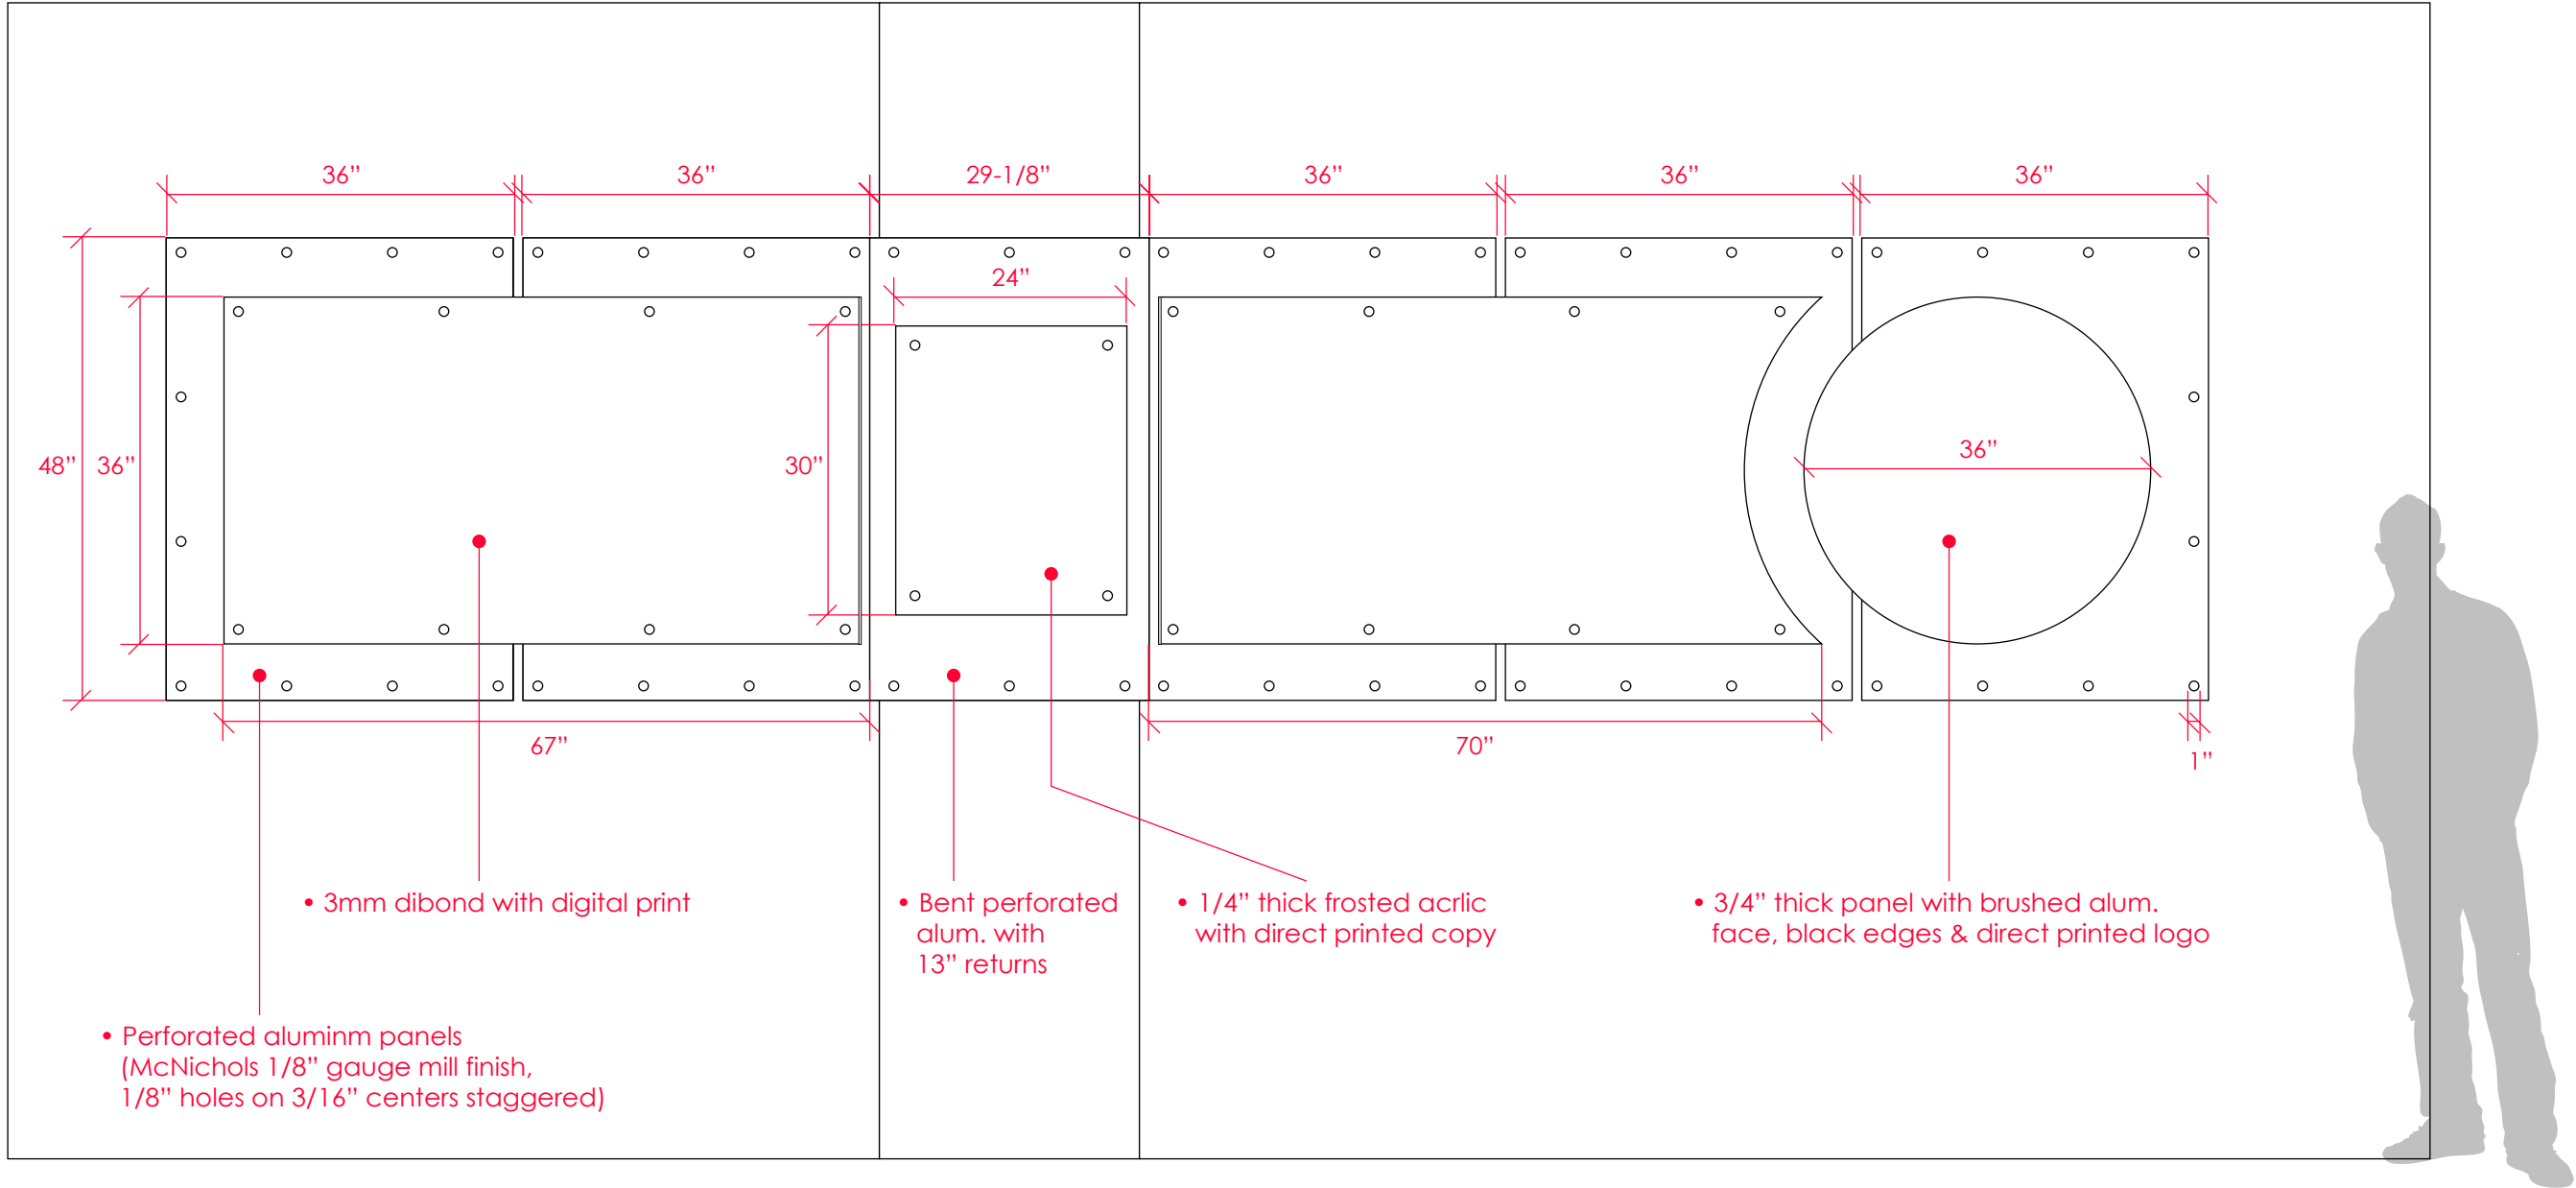 36”
36”
29-1/8”
36”
36”
36”
24”
48”
36”
30”
36”
67”
70”
1”
• 3mm dibond with digital print
• Bent perforated
alum. with
13” returns
• 1/4” thick frosted acrlic
with direct printed copy
• 3/4” thick panel with brushed alum.
face, black edges & direct printed logo
• Perforated aluminm panels
(McNichols 1/8” gauge mill finish,
1/8” holes on 3/16” centers staggered)